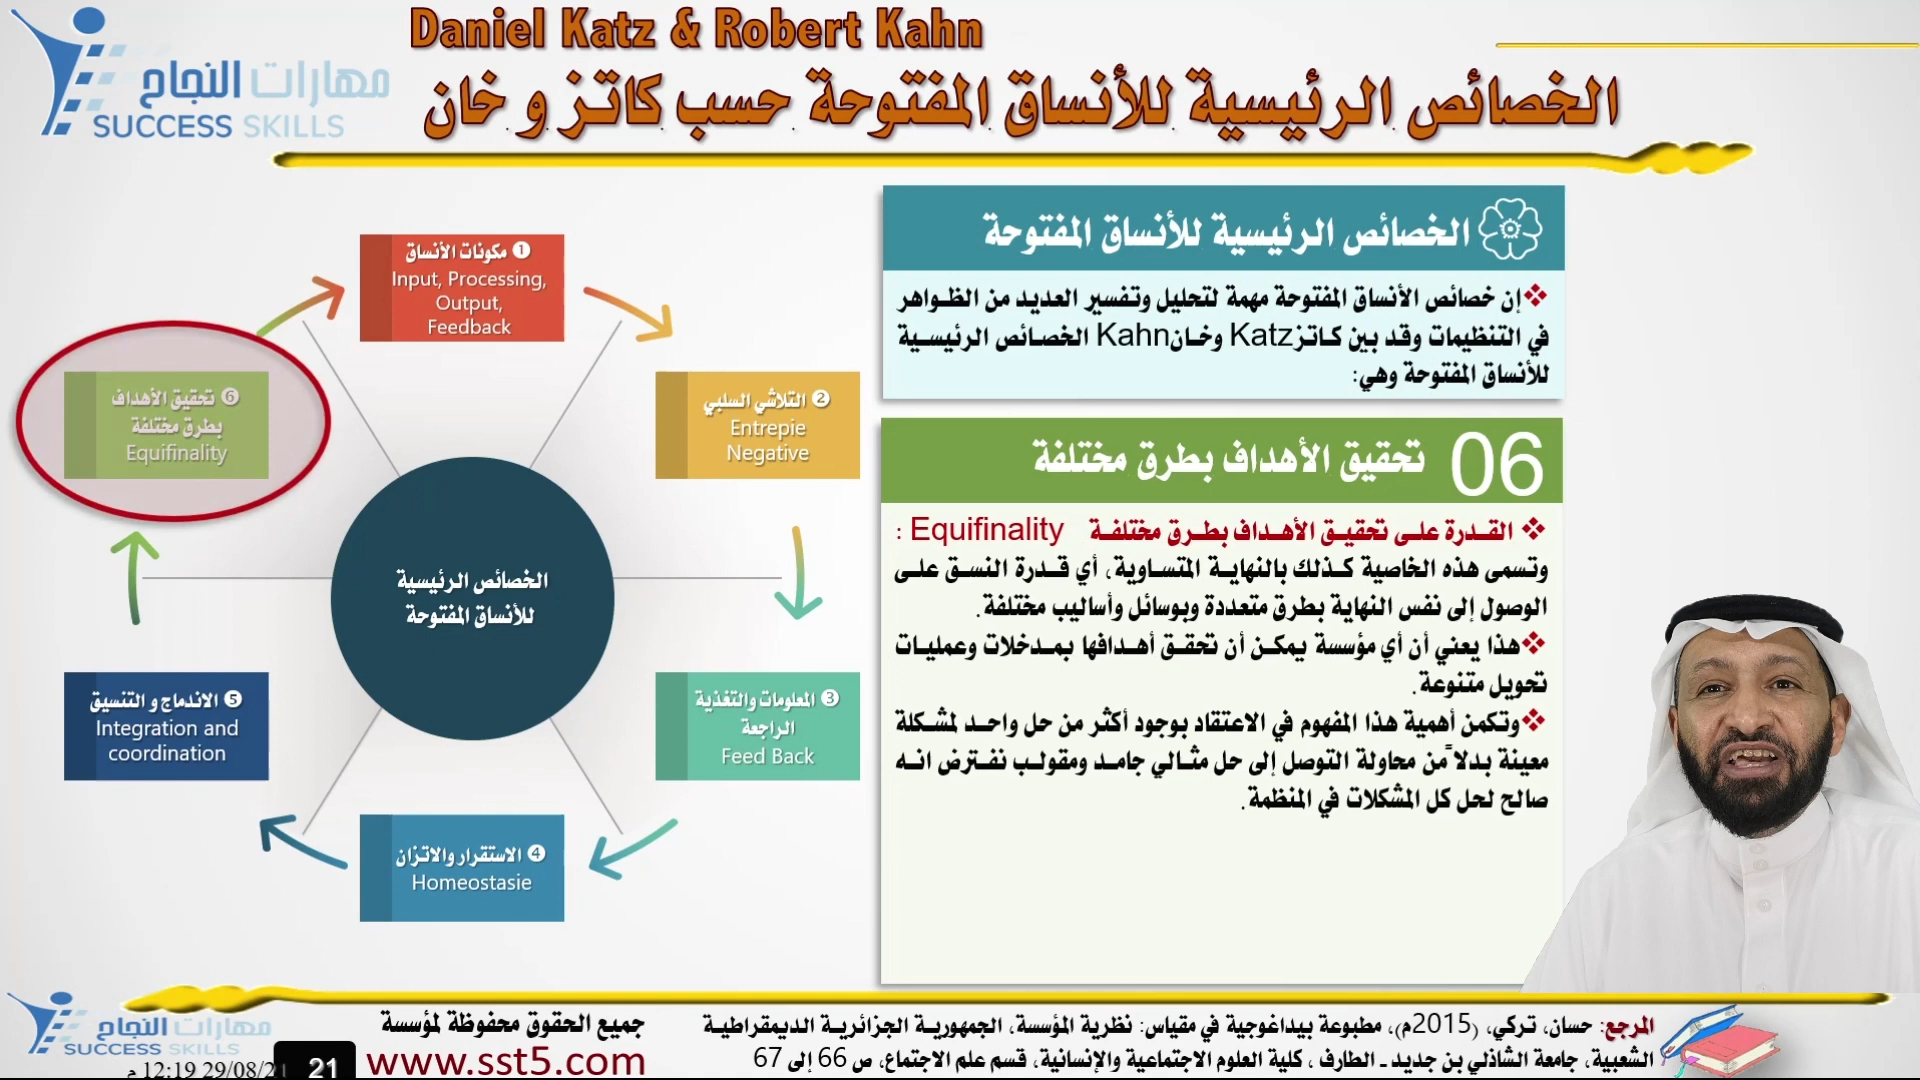 Daniel Katz & Robert Kahn
الخصائص الرئيسية للأنساق المفتوحة حسب كاتز و خان
مهارات النجاح
SUCCESS SKILLS
الخصائص الرئيسية للأنساق المفتوحة
❖إن خصائص الأنساق المفتوحة مهمة لتحليل وتفسير العديد من الظواهر
في التنظيمات وقد بين كاتزKatz وخانKahn الخصائص الرئيسية
للأنساق المفتوحة وهي:
06 تحقيق الأهداف بطرق مختلفة
❖ القدرة على تحقيق الأهداف بطرق مختلفة Equifinality :
وتسمى هذه الخاصية كذلك بالنهاية المتساوية، أي قدرة النسق على
الوصول إلى نفس النهاية بطرق متعددة وبوسائل وأساليب مختلفة.
❖هذا يعني أن أي مؤسسة يمكن أن تحقق أهدافها بمدخلات وعمليات
تحويل متنوعة.
❖وتكمن أهمية هذا المفهوم في الاعتقاد بوجود أكثر من حل واحد لمشكلة
معينة بدلاً من محاولة التوصل إلى حل مثالي جامد ومقولب نفترض انه
صالح لحل كل المشكلات في المنظمة.
❶ مكونات الأنساق
Input, Processing,
Output,
Feedback
❷ التلاشي السلبي
Entrepie
Negative
❸ المعلومات والتغذية
الراجعة
Feed Back
❹ الاستقرار والاتزان
Homeostasie
❺ الاندماج و التنسيق
Integration and
coordination
❻ تحقيق الأهداف
بطرق مختلفة
Equifinality
الخصائص الرئيسية
للأنساق المفتوحة
المرجع: حسان، تركي، (2015م)، مطبوعة بيداغوجية في مقياس: نظرية المؤسسة، الجمهورية الجزائرية الديمقراطية
الشعبية، جامعة الشاذلي بن جديد ـ الطارف ، كلية العلوم الاجتماعية والإنسانية، قسم علم الاجتماع، ص 66 إلى 67
جميع الحقوق محفوظة لمؤسسة
www.sst5.com
مهارات النجاح
SUCCESS SKILLS
21
12:19 م